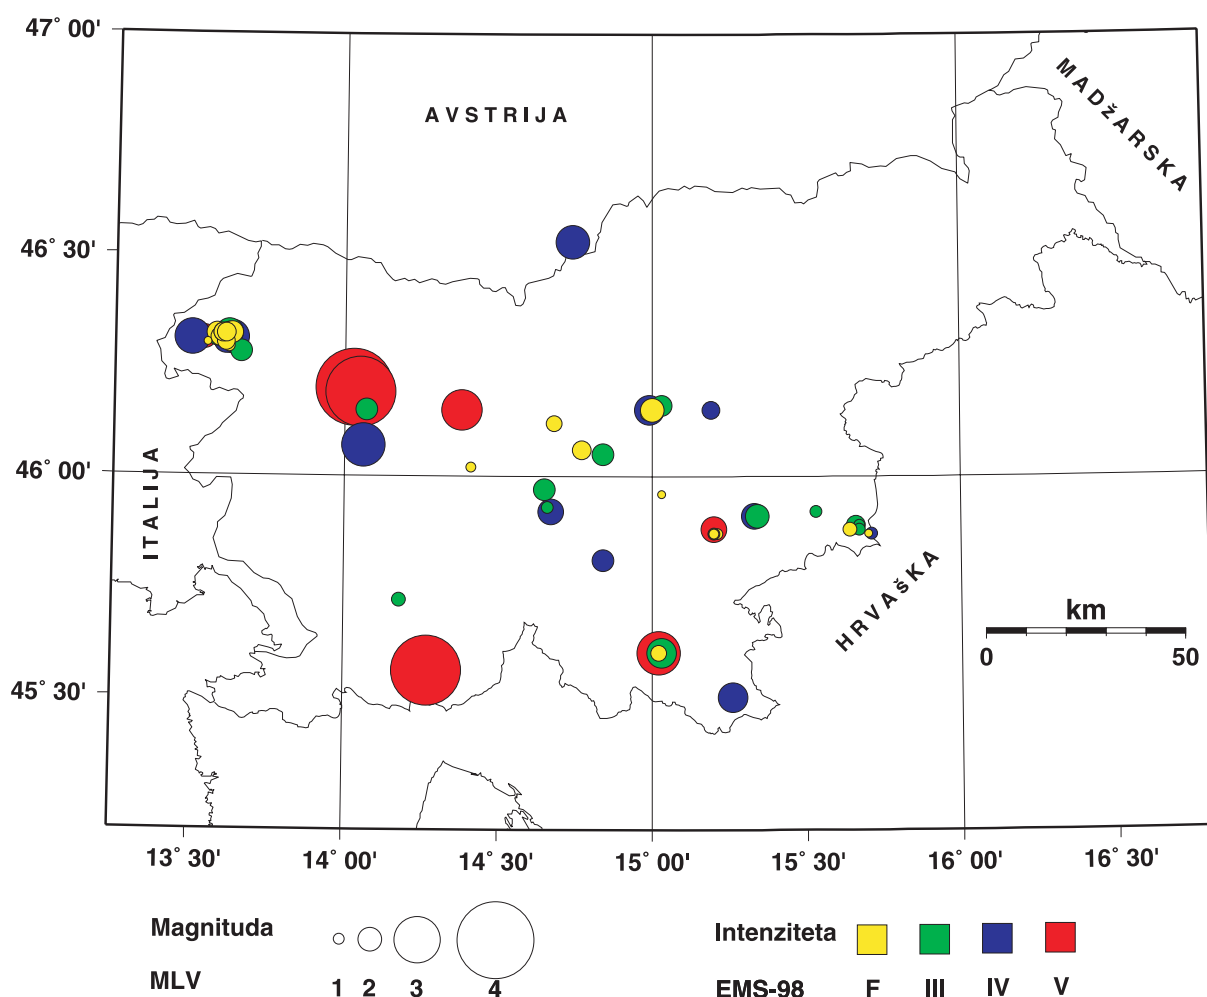 47° 00'
AVSTRIJA
MADžARSKA
46° 30'
46° 00'
ITALIJA
HRVAšKA
km
0 50
45° 30'
13° 30' 14° 00' 14° 30' 15° 00' 15° 30' 16° 00' 16° 30'
Magnituda
MLV 1 2 3 4
Intenziteta
EMS-98 F III IV V